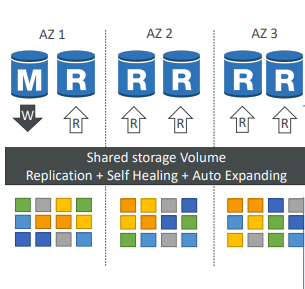 AZ 1 AZ 2 AZ 3
M R R R R R
W R R R R R
Shared storage Volume
Replication + Self Healing + Auto Expanding